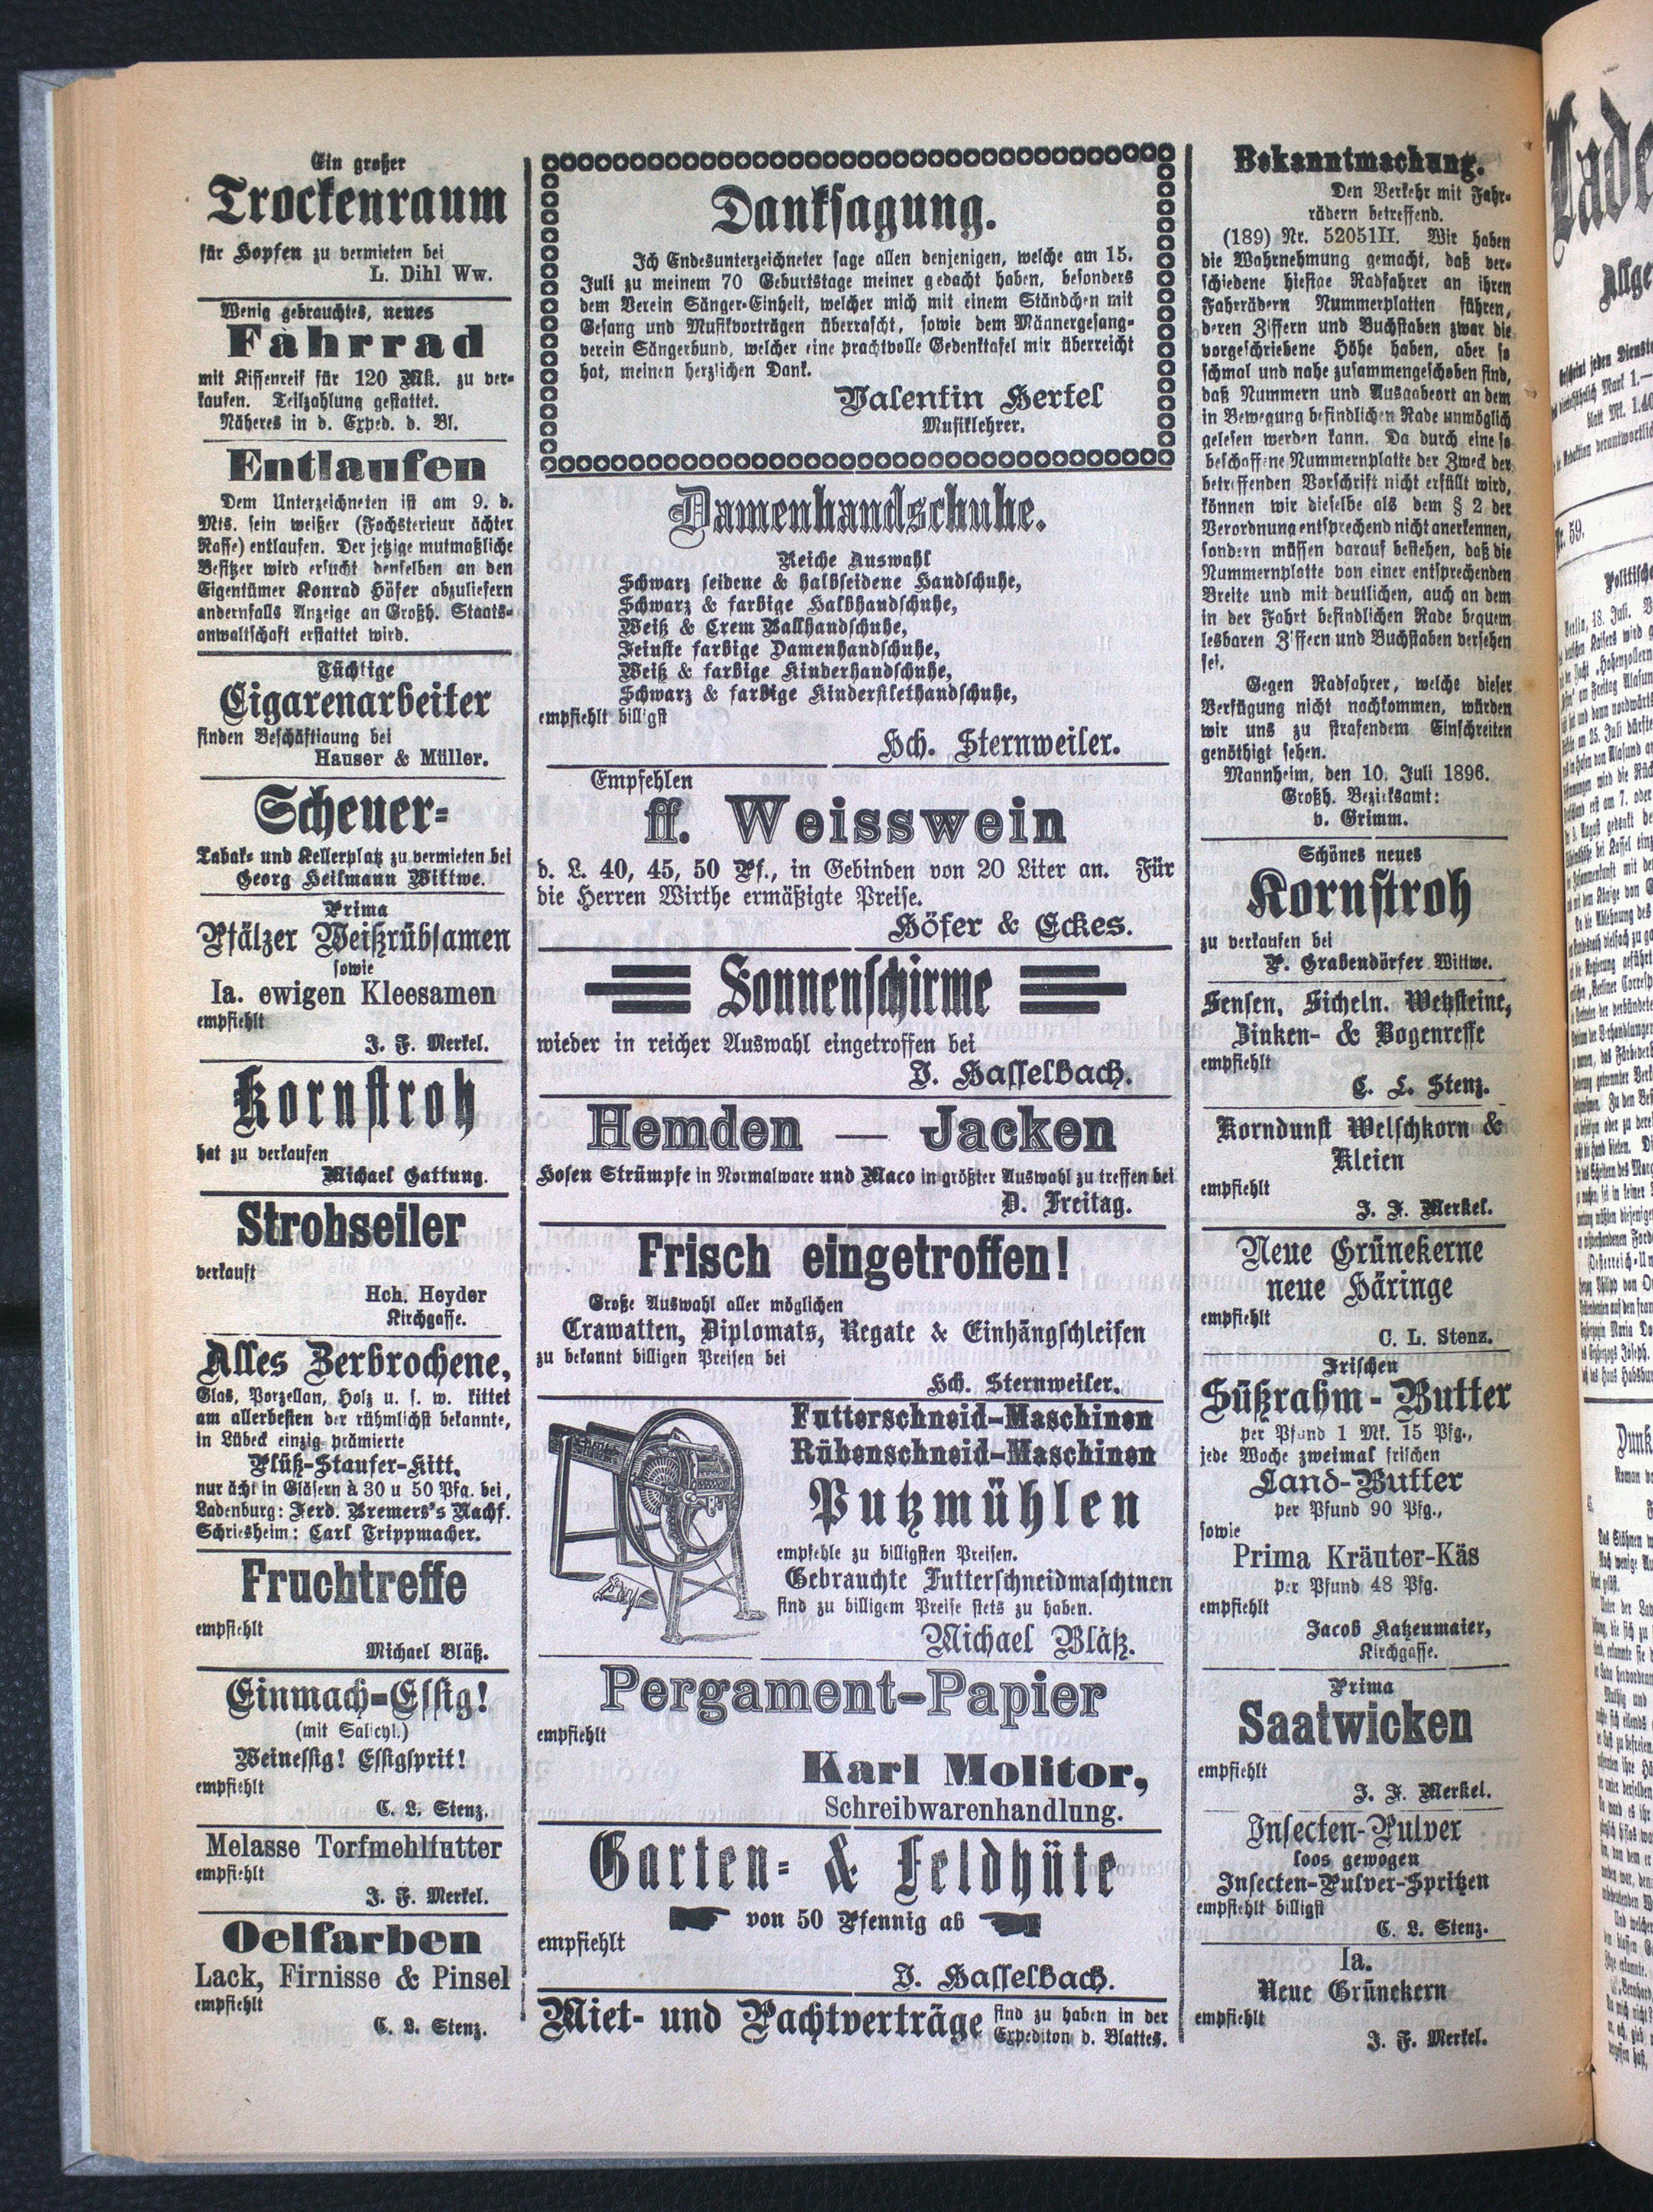 Ein großer
Trockenraum
für Hopfen zu vermieten bei
L. Dihl Ww.
Wenig gebrauchtes, neues
Fahrrad
mit Kissenreif für 120 Mk. zu ver-
kaufen. Teilzahlung gestattet.
Näheres in d. Exped. d. Bl.
Entlaufen
Dem Unterzeichneten ist am 9. d.
Mts. sein weißer (Fochsterieur ächter
Rasse) entlaufen. Der jetzige mutmaßliche
Besitzer wird ersucht denselben an den
Eigentümer Konrad Höfer abzuliefern
andernfalls Anzeige an Großh. Staats-
anwaltschaft erstattet wird.
Tüchtige
Cigarenarbeiter
finden Beschäftigung bei
Hauser & Müller.
Scheuer-
Tabak- und Kellerplatz zu vermieten bei
Georg Heilmann Wittwe.
Prima
Pfälzer Weißrübsamen
sowie
Ia. ewigen Kleesamen
empfiehlt
J. F. Merkel.
Kornstroh
hat zu verkaufen
Michael Gattung.
Strohseiler
verkauft
Hch. Heyder
Kirchgasse.
Alles Zerbrochene,
Glas, Porzellan, Holz u. s. w. kittet
am allerbesten der rühmlichst bekannte,
in Lübeck einzig prämierte
Plüß-Staufer-Kitt,
nur ächt in Gläsern à 30 u 50 Pfg. bei,
Ladenburg: Ferd. Bremers's Nachf.
Schriesheim: Carl Trippmacher.
Fruchtreffe
empfiehlt
Michael Bläß.
Einmach-Essig!
(mit Salicyl.)
Weinessig! Essigsprit!
empfiehlt
C. L. Stenz.
Melasse Torfmehlfutter
empfiehlt
J. F. Merkel.
Oelfarben
Lack, Firnisse & Pinsel
empfiehlt
C. L. Stenz.
Danksagung.
Ich Endesunterzeichneter sage allen denjenigen, welche am 15.
Juli zu meinem 70 Geburtstage meiner gedacht haben, besonders
dem Verein Sänger-Einheit, welcher mich mit einem Ständchen mit
Gesang und Musikvorträgen überrascht, sowie dem Männergesang-
verein Sängerbund, welcher eine prachtvolle Gedenktafel mir überreicht
hat, meinen herzlichen Dank.
Valentin Hertel
Musiklehrer.
Damenhandschuhe.
Reiche Auswahl
Schwarz seidene & halbseidene Handschuhe,
Schwarz & farbige Halbhandschuhe,
Weiß & Crem Ballhandschuhe,
Feinste farbige Damenhandschuhe,
Weiß & farbige Kinderhandschuhe,
Schwarz & farbige Kinderfilethandschuhe,
empfiehlt billigst
Hch. Sternweiler.
Empfehlen
ff. Weisswein
d. L. 40, 45, 50 Pf., in Gebinden von 20 Liter an. Für
die Herren Wirthe ermäßigte Preise.
Höfer & Eckes.
Sonnenschirme
wieder in reicher Auswahl eingetroffen bei
J. Hasselbach.
Hemden — Jacken
Hosen Strümpfe in Normalware und Maco in größter Auswahl zu treffen bei
D. Freitag.
Frisch eingetroffen!
Große Auswahl aller möglichen
Crawatten, Diplomats, Regate & Einhängschleifen
zu bekannt billigen Preisen bei
Hch. Sternweiler.
Futterschneid-Maschinen
Rübenschneid-Maschinen
Putzmühlen
empfehle zu billigsten Preisen.
Gebrauchte Futterschneidmaschinen
sind zu billigem Preise stets zu haben.
Michael Bläß.
Pergament-Papier
empfiehlt
Karl Molitor,
Schreibwarenhandlung.
Garten- & Feldhüte
von 50 Pfennig ab
empfiehlt
J. Hasselbach.
Miet- und Pachtverträge sind zu haben in der
Expediton d. Blattes.
Bekanntmachung.
Den Verkehr mit Fahr-
rädern betreffend.
(189) Nr. 52051II. Wir haben
die Wahrnehmung gemacht, daß ver-
schiedene hiesige Radfahrer an ihren
Fahrrädern Nummerplatten führen,
deren Ziffern und Buchstaben zwar die
vorgeschriebene Höhe haben, aber so
schmal und nahe zusammengeschoben sind,
daß Nummern und Ausgabeort an dem
in Bewegung befindlichen Rade unmöglich
gelesen werden kann. Da durch eine so
beschaffene Nummernplatte der Zweck der
betreffenden Vorschrift nicht erfüllt wird,
können wir dieselbe als dem § 2 der
Verordnung entsprechend nicht anerkennen,
sondern müssen darauf bestehen, daß die
Nummernplatte von einer entsprechenden
Breite und mit deutlichen, auch an dem
in der Fahrt befindlichen Rade bequem
lesbaren Ziffern und Buchstaben versehen
sei.
Gegen Radfahrer, welche dieser
Verfügung nicht nachkommen, würden
wir uns zu strafendem Einschreiten
genöthigt sehen.
Mannheim, den 10. Juli 1896.
Großh. Bezirksamt:
v. Grimm.
Schönes neues
Kornstroh
zu verkaufen bei
P. Grabendörfer Wittwe.
Sensen, Sicheln, Wetzsteine,
Zinken- & Bogenreffe
empfiehlt
C. L. Stenz.
Korndunst Welschkorn &
Kleien
empfiehlt
J. F. Merkel.
Neue Grünekerne
neue Häringe
empfiehlt
C. L. Stenz.
Frischen
Süßrahm-Butter
per Pfund 1 Mk. 15 Pfg.,
jede Woche zweimal frischen
Land-Butter
per Pfund 90 Pfg.,
sowie
Prima Kräuter-Käs
per Pfund 48 Pfg.
empfiehlt
Jacob Katzenmaier,
Kirchgasse.
Prima
Saatwicken
empfiehlt
J. F. Merkel.
Insecten-Pulver
loos gewogen
Insecten-Pulver-Spritzen
empfiehlt billigst
C. L. Stenz.
Ia.
Neue Grünekern
empfiehlt
J. F. Merkel.
Nr. 59.